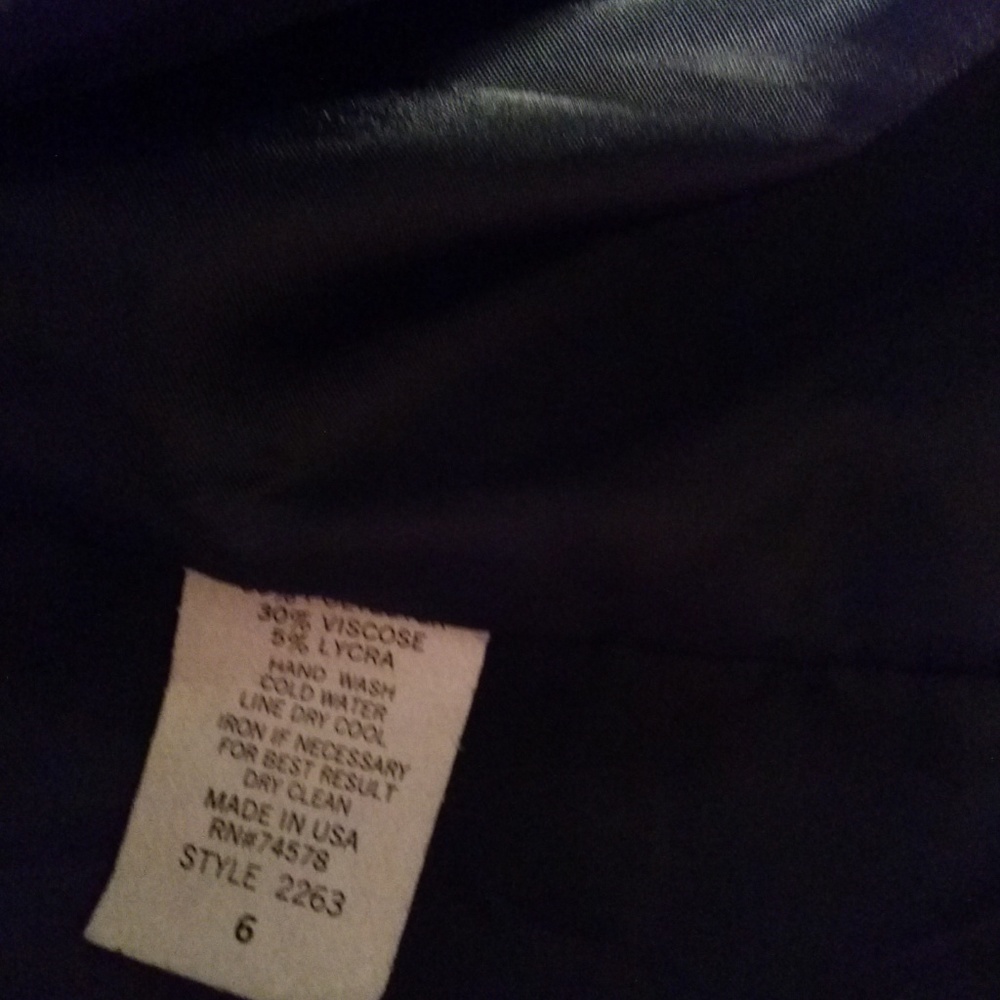 30% VISCOSE
5% LYCRA
HAND WASH
COLD WATER
LINE DRY COOL
IRON IF NECESSARY
FOR BEST RESULT
DRY CLEAN
MADE IN USA
RN#74578
STYLE 2263
6